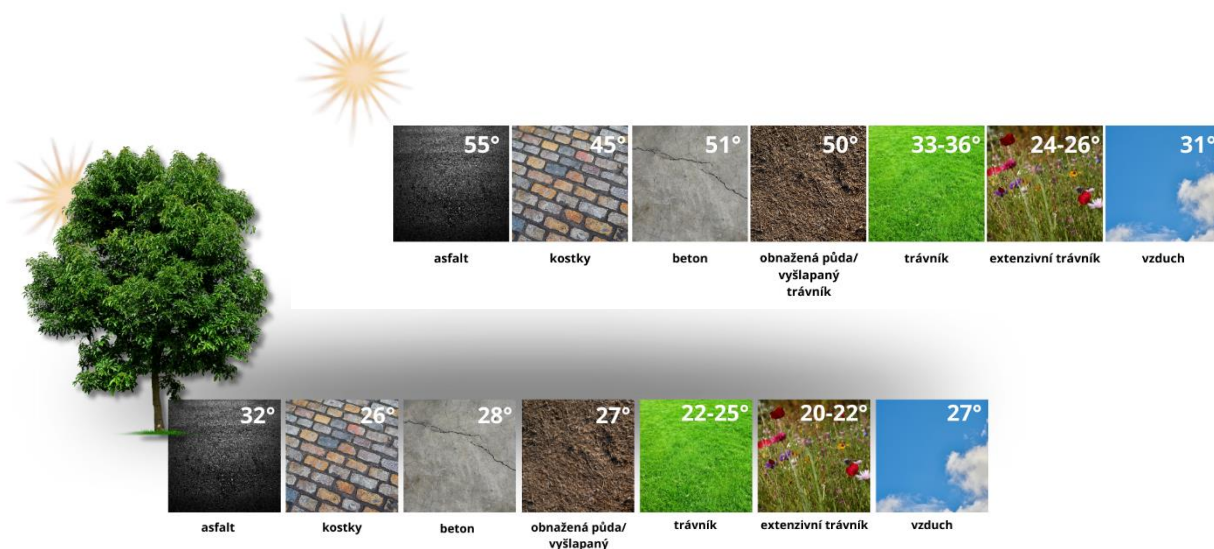 55° 45° 51° 50° 33-36° 24-26° 31°
asfalt kostky beton obnažená půda/ trávník extenzivní trávník vzduch
vyšlapaný
trávník
32° 26° 28° 27° 22-25° 20-22° 27°
asfalt kostky beton obnažená půda/ trávník extenzivní trávník vzduch
vyšlapaný